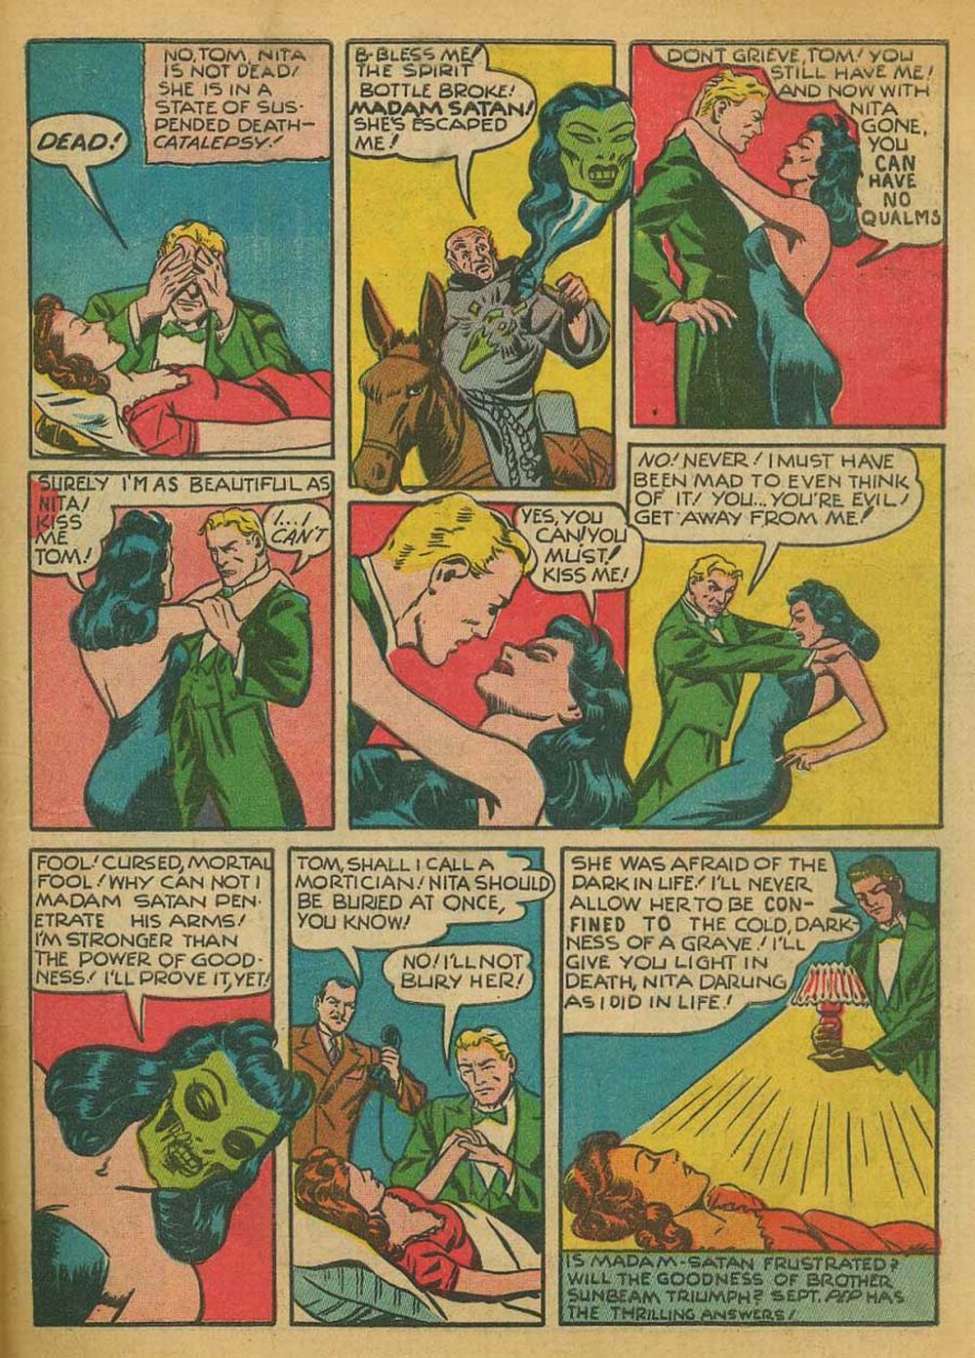 NO, TOM, NITA
IS NOT DEAD!
SHE IS IN A
STATE OF SUS-
PENDED DEATH—
CATALEPSY!
DEAD!
B-BLESS ME!
THE SPIRIT
BOTTLE BROKE!
MADAM SATAN!
SHE'S ESCAPED
ME!
DONT GRIEVE, TOM! YOU
STILL HAVE ME!
AND NOW WITH
NITA
GONE,
YOU
CAN
HAVE
NO
QUALMS
SURELY I'M AS BEAUTIFUL AS
NITA!
KISS
ME
TOM!
I...I
CAN'T
YES, YOU
CAN! YOU
MUST!
KISS ME!
NO! NEVER! I MUST HAVE
BEEN MAD TO EVEN THINK
OF IT! YOU... YOU'RE EVIL!
GET AWAY FROM ME!
FOOL! CURSED, MORTAL
FOOL! WHY CAN NOT I
MADAM SATAN PEN-
ETRATE HIS ARMS!
I'M STRONGER THAN
THE POWER OF GOOD-
NESS! I'LL PROVE IT, YET!
TOM, SHALL I CALL A
MORTICIAN! NITA SHOULD
BE BURIED AT ONCE,
YOU KNOW!
NO! I'LL NOT
BURY HER!
SHE WAS AFRAID OF THE
DARK IN LIFE! I'LL NEVER
ALLOW HER TO BE CON-
FINED TO THE COLD, DARK-
NESS OF A GRAVE! I'LL
GIVE YOU LIGHT IN
DEATH, NITA DARLING
AS I DID IN LIFE!
IS MADAM-SATAN FRUSTRATED?
WILL THE GOODNESS OF BROTHER
SUNBEAM TRIUMPH? SEPT. PEP HAS
THE THRILLING ANSWERS!